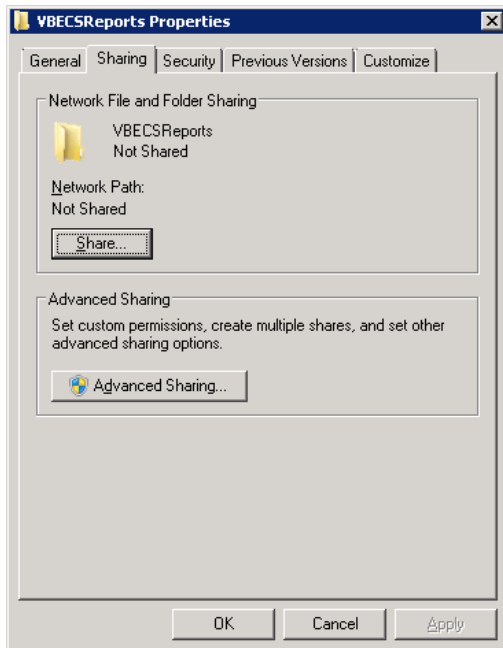 VBECSReports Properties
General Sharing Security Previous Versions Customize
Network File and Folder Sharing
VBECSReports
Not Shared
Network Path:
Not Shared
Share...
Advanced Sharing
Set custom permissions, create multiple shares, and set other
advanced sharing options.
Advanced Sharing...
OK Cancel Apply